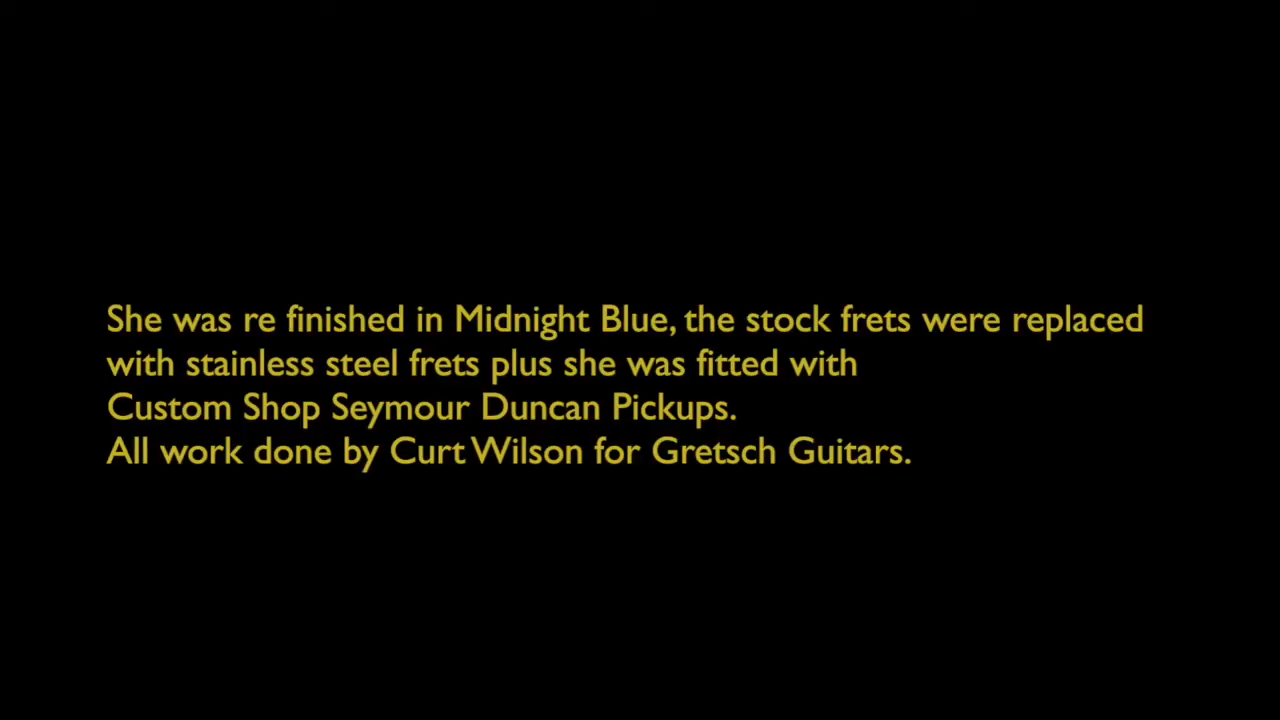 She was re finished in Midnight Blue, the stock frets were replaced
with stainless steel frets plus she was fitted with
Custom Shop Seymour Duncan Pickups.
All work done by Curt Wilson for Gretsch Guitars.